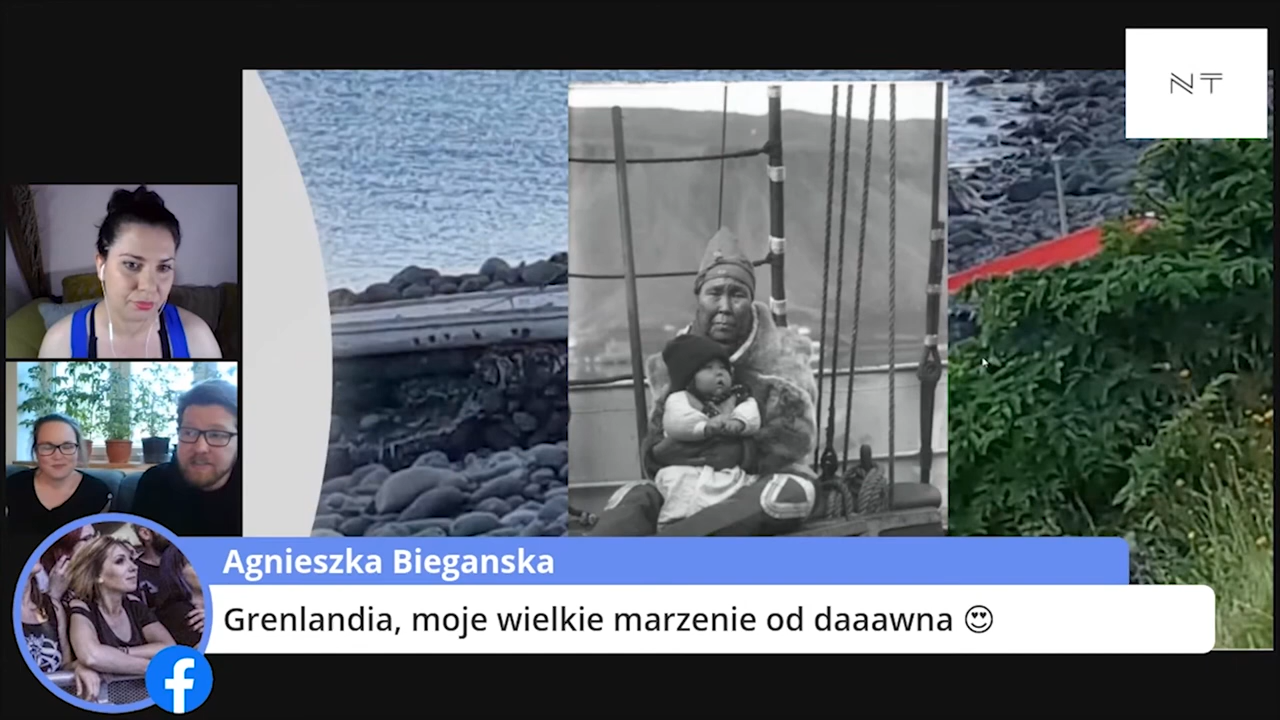 NT
Agnieszka Bieganska
Grenlandia, moje wielkie marzenie od daaawna 😍